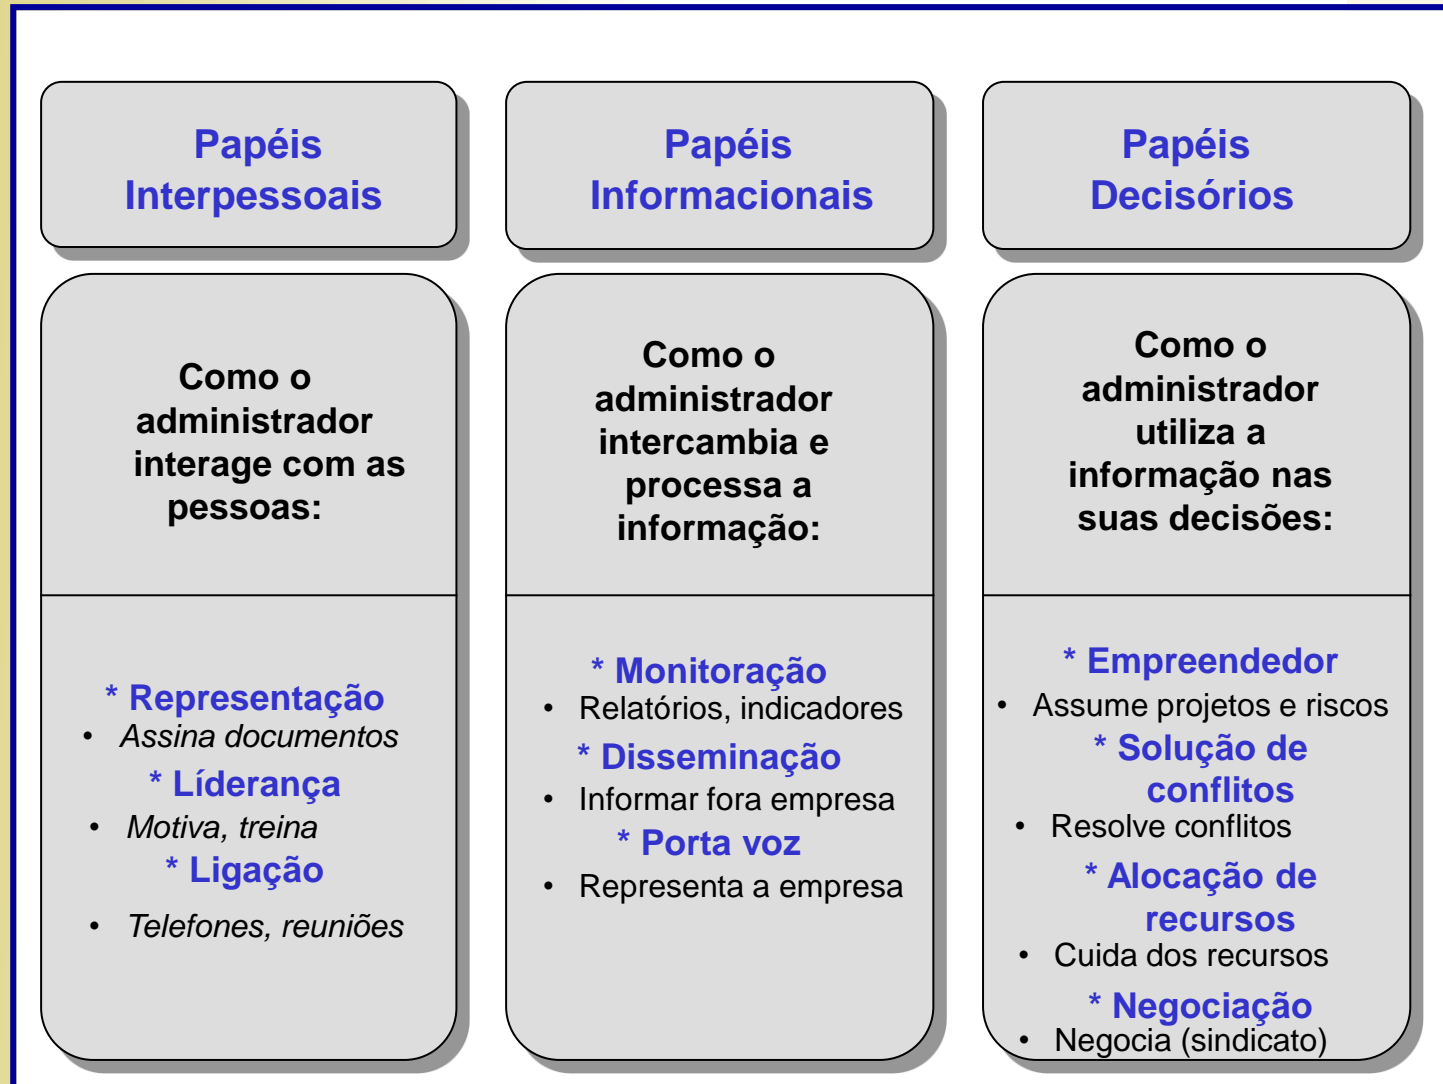 Papéis
Interpessoais
Como o
administrador
interage com as
pessoas:
* Representação
• Assina documentos
* Líderança
• Motiva, treina
* Ligação
• Telefones, reuniões
Papéis
Informacionais
Como o
administrador
intercambia e
processa a
informação:
* Monitoração
• Relatórios, indicadores
* Disseminação
• Informar fora empresa
* Porta voz
• Representa a empresa
Papéis
Decisórios
Como o
administrador
utiliza a
informação nas
suas decisões:
* Empreendedor
• Assume projetos e riscos
* Solução de
conflitos
• Resolve conflitos
* Alocação de
recursos
• Cuida dos recursos
* Negociação
• Negocia (sindicato)